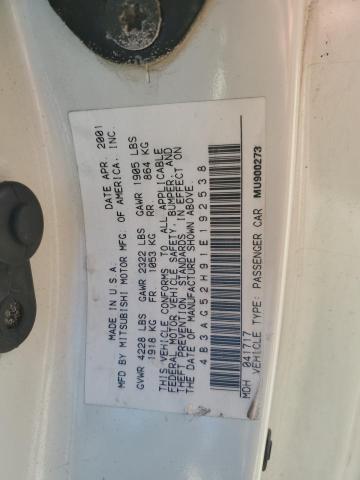 MADE IN U.S.A. DATE APR. 2001
MFD BY MITSUBISHI MOTOR MFG. OF AMERICA, INC.
GVWR 4228 LBS GAWR 2322 LBS GAWR 1905 LBS
1918 KG FR. 1053 KG RR. 864 KG
THIS VEHICLE CONFORMS TO ALL APPLICABLE
FEDERAL MOTOR VEHICLE SAFETY, BUMPER, AND
THEFT PREVENTION STANDARDS IN EFFECT ON
THE DATE OF MANUFACTURE SHOWN ABOVE.
4B3AG52H91E192538
MDH 041717
VEHICLE TYPE: PASSENGER CAR MU900273